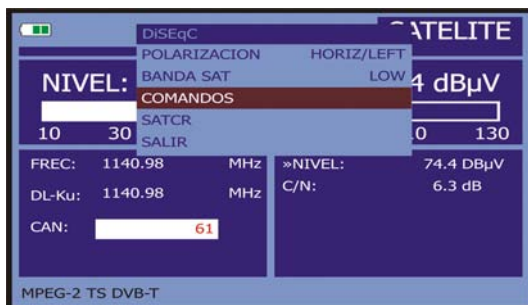 DiSEqC
SATELITE
POLARIZACION HORIZ/LEFT
BANDA SAT LOW
NIVEL: 4 dBµV
COMANDOS
SATCR
SALIR
10 30 0 130
FREC: 1140.98 MHz
DL-Ku: 1140.98 MHz
CAN: 61
»NIVEL: 74.4 DBµV
C/N: 6.3 dB
MPEG-2 TS DVB-T